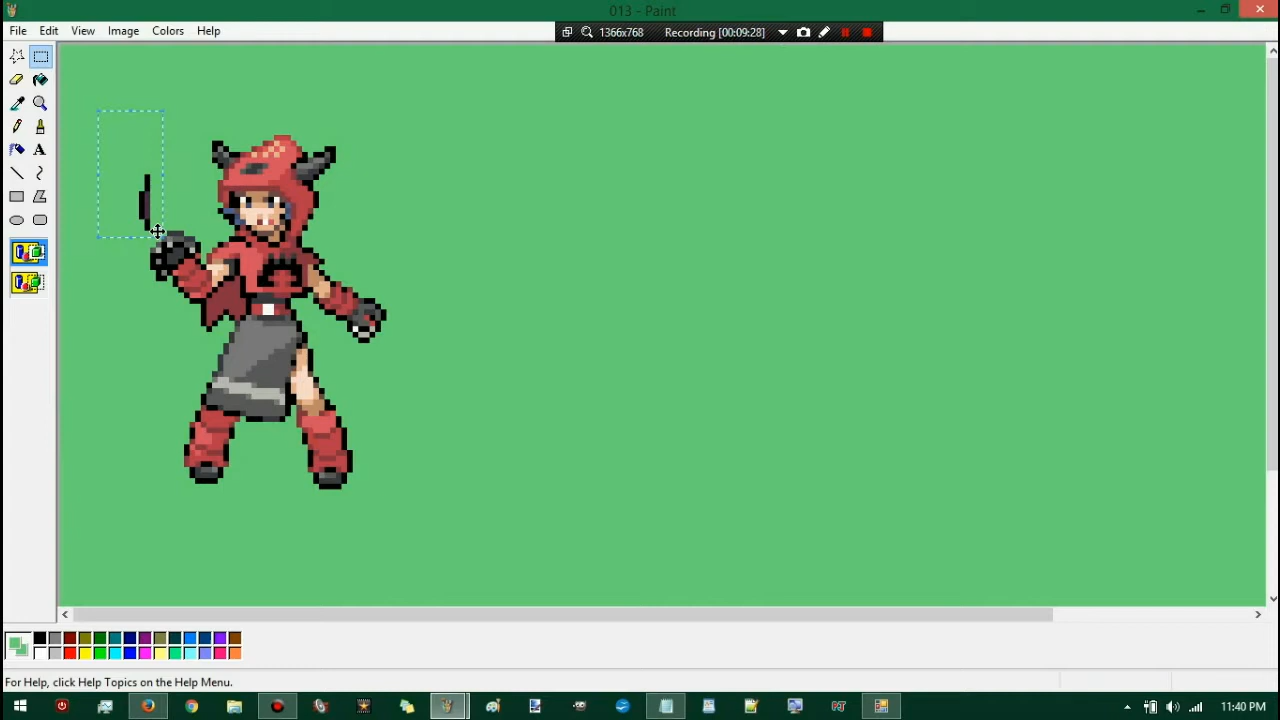 013 - Paint
File Edit View Image Colors Help
1366x768 Recording [00:09:28]
A
For Help, click Help Topics on the Help Menu.
11:40 PM